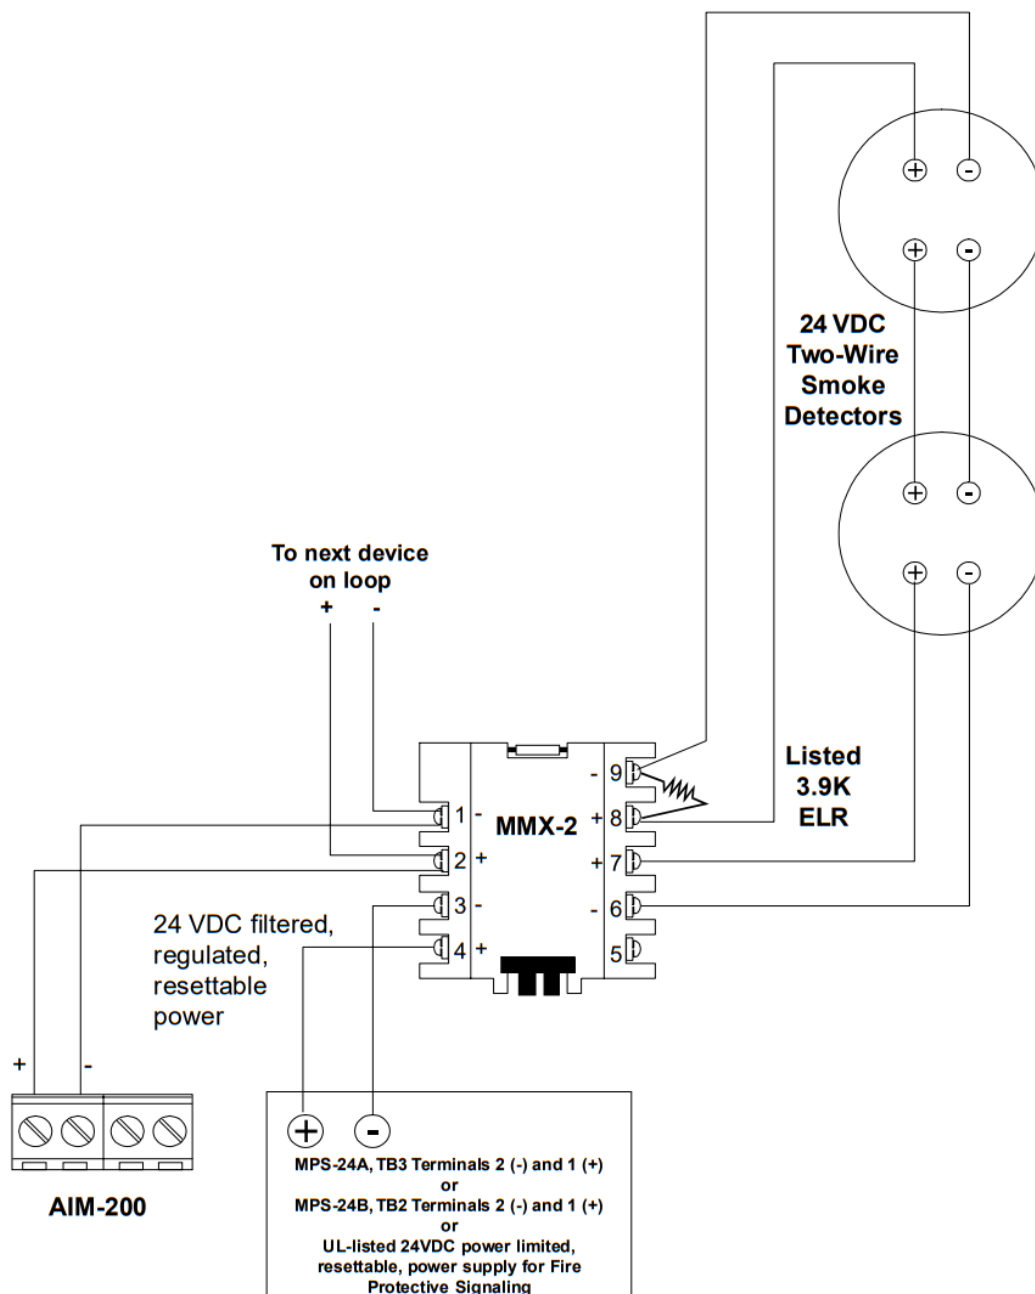 24 VDC
Two-Wire
Smoke
Detectors
To next device
on loop
+ -
Listed
3.9K
ELR
MMX-2
1 -
2 +
3 -
4 +
- 9
+ 8
+ 7
- 6
5
24 VDC filtered,
regulated,
resettable
power
+ -
AIM-200
+ -
MPS-24A, TB3 Terminals 2 (-) and 1 (+)
or
MPS-24B, TB2 Terminals 2 (-) and 1 (+)
or
UL-listed 24VDC power limited,
resettable, power supply for Fire
Protective Signaling
+ -
+ -
+ -
+ -